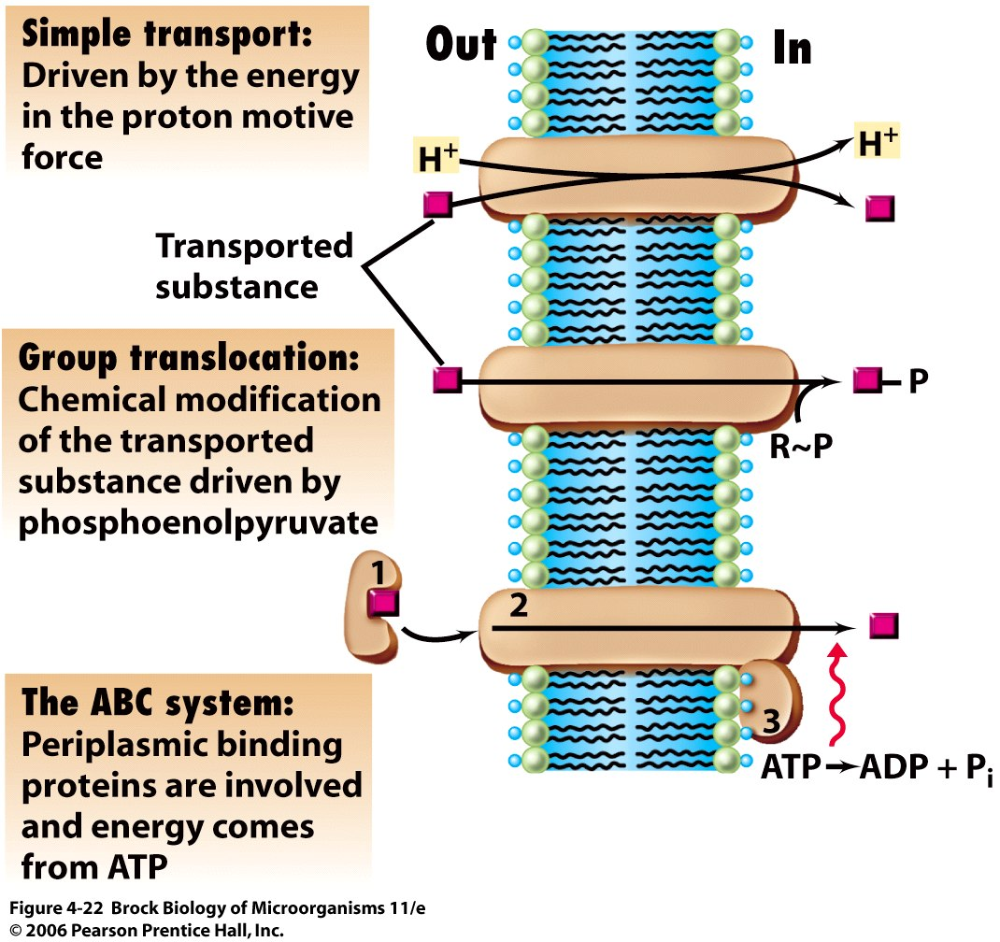 Simple transport:
Driven by the energy
in the proton motive
force
Out
In
H+
H+
Transported
substance
Group translocation:
Chemical modification
of the transported
substance driven by
phosphoenolpyruvate
P
R~P
1
2
3
ATP→ADP + Pi
The ABC system:
Periplasmic binding
proteins are involved
and energy comes
from ATP
Figure 4-22 Brock Biology of Microorganisms 11/e
© 2006 Pearson Prentice Hall, Inc.